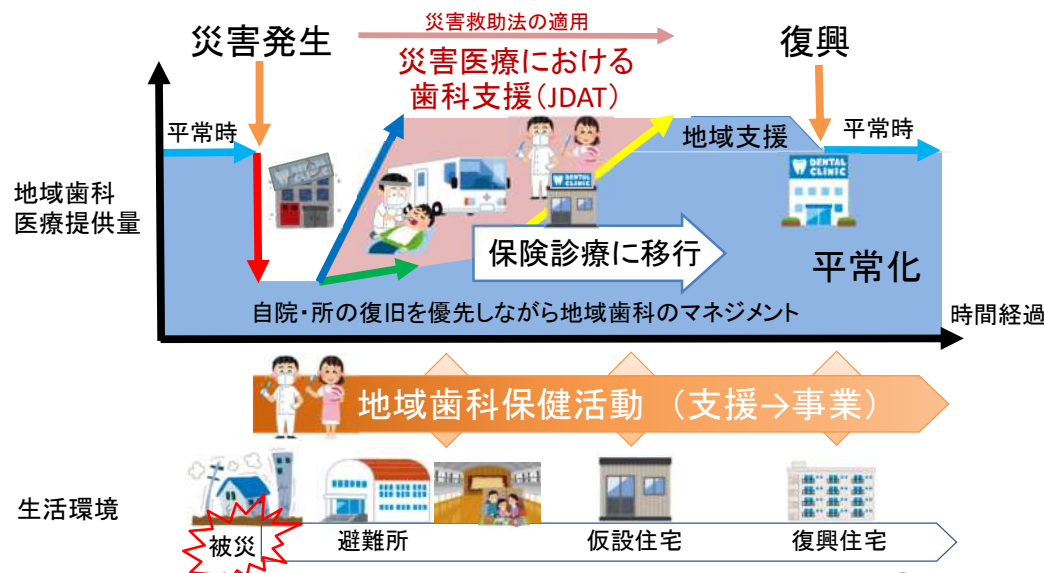 災害救助法の適用
災害発生
復興
災害医療における
歯科支援（JDAT）
平常時
地域支援
平常時
DENTAL
CLINIC
DENTAL
CLINIC
地域歯科
医療提供量
保険診療に移行
平常化
自院・所の復旧を優先しながら地域歯科のマネジメント
時間経過
地域歯科保健活動 （支援→事業）
生活環境
被災
避難所
仮設住宅
復興住宅